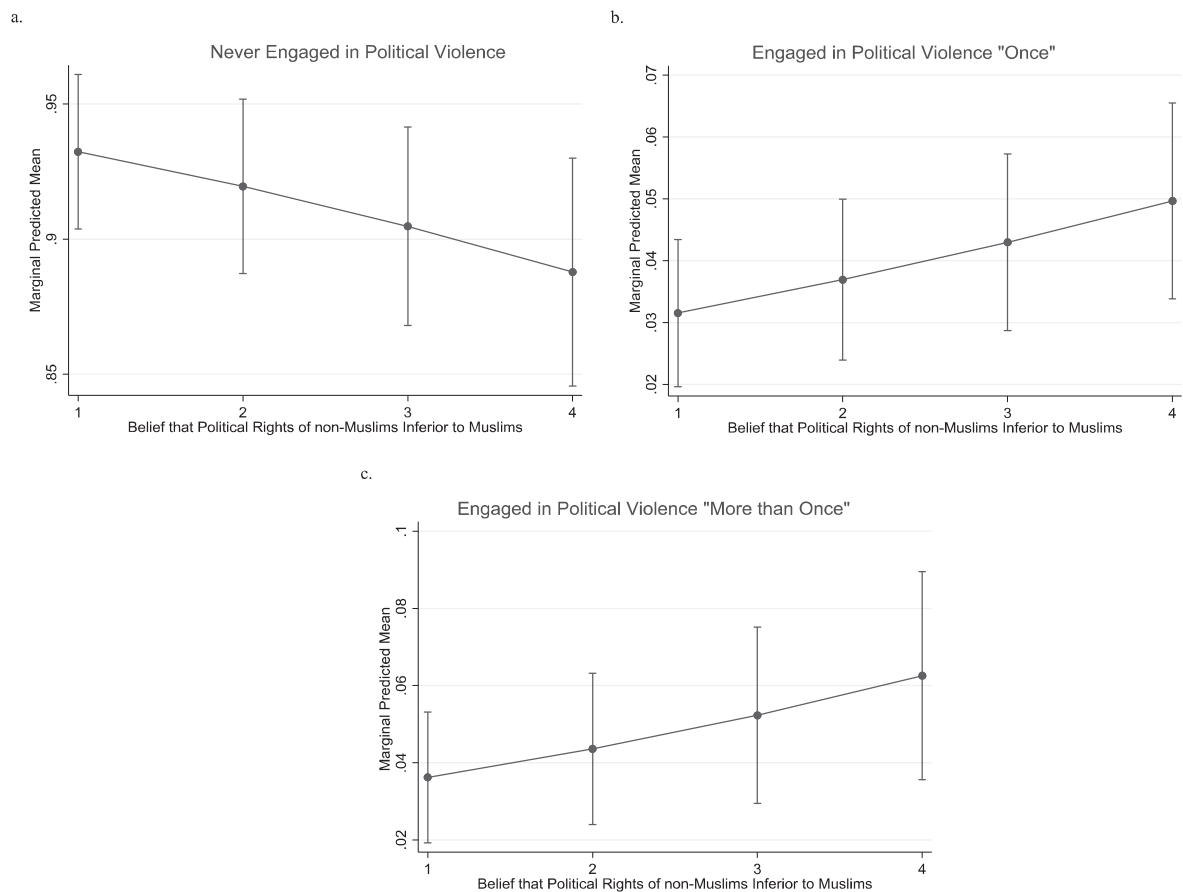 a.
Never Engaged in Political Violence
Marginal Predicted Mean
.95
.9
.85
1 2 3 4
Belief that Political Rights of non-Muslims Inferior to Muslims
b.
Engaged in Political Violence "Once"
Marginal Predicted Mean
.07
.06
.05
.04
.03
.02
1 2 3 4
Belief that Political Rights of non-Muslims Inferior to Muslims
c.
Engaged in Political Violence "More than Once"
Marginal Predicted Mean
.1
.08
.06
.04
.02
1 2 3 4
Belief that Political Rights of non-Muslims Inferior to Muslims